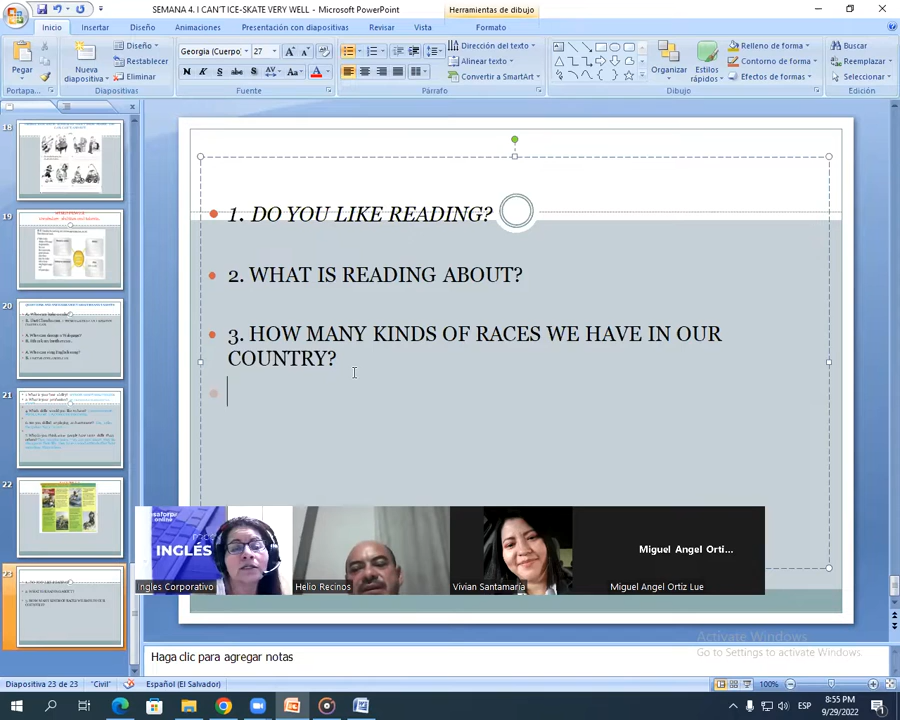 SEMANA 4. I CAN'T ICE-SKATE VERY WELL - Microsoft PowerPoint
Herramientas de dibujo
Inicio Insertar Diseño Animaciones Presentación con diapositivas Revisar Vista Formato
Pegar
Nueva diapositiva
Diseño
Restablecer
Eliminar
Georgia (Cuerpo) 27
Dirección del texto
Alinear texto
Convertir a SmartArt
Organizar
Estilos rápidos
Relleno de forma
Contorno de forma
Efectos de formas
Buscar
Reemplazar
Seleccionar
Portapa... Diapositivas Fuente Párrafo Dibujo Edición
18
19
20
21
22
23
1. DO YOU LIKE READING?
2. WHAT IS READING ABOUT?
3. HOW MANY KINDS OF RACES WE HAVE IN OUR
COUNTRY?
INGLÉS
Ingles Corporativo
Helio Recinos
Vivian Santamaria
Miguel Angel Orti...
Miguel Angel Ortiz Lue
Activate Windows
Go to Settings to activate Windows.
Haga clic para agregar notas
Diapositiva 23 de 23 "Civil" Español (El Salvador) 100%
ESP
8:55 PM
9/29/2022